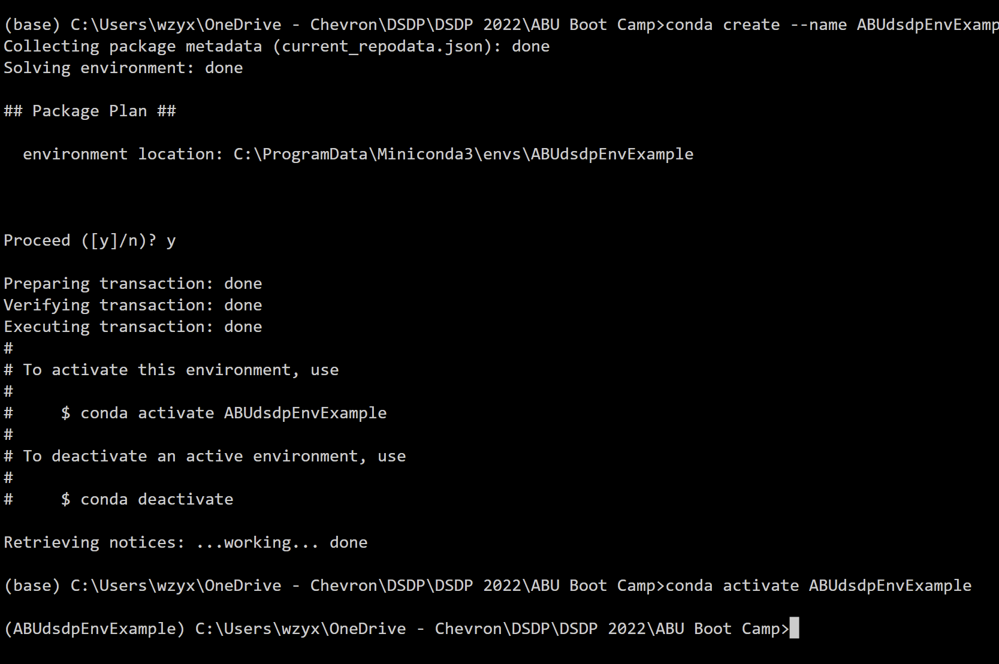 (base) C:\Users\wzyx\OneDrive - Chevron\DSDP\DSDP 2022\ABU Boot Camp>conda create --name ABUdsdpEnvExamp
Collecting package metadata (current_repodata.json): done
Solving environment: done
## Package Plan ##
environment location: C:\ProgramData\Miniconda3\envs\ABUdsdpEnvExample
Proceed ([y]/n)? y
Preparing transaction: done
Verifying transaction: done
Executing transaction: done
#
# To activate this environment, use
#
#     $ conda activate ABUdsdpEnvExample
#
# To deactivate an active environment, use
#
#     $ conda deactivate
Retrieving notices: ...working... done
(base) C:\Users\wzyx\OneDrive - Chevron\DSDP\DSDP 2022\ABU Boot Camp>conda activate ABUdsdpEnvExample
(ABUdsdpEnvExample) C:\Users\wzyx\OneDrive - Chevron\DSDP\DSDP 2022\ABU Boot Camp>